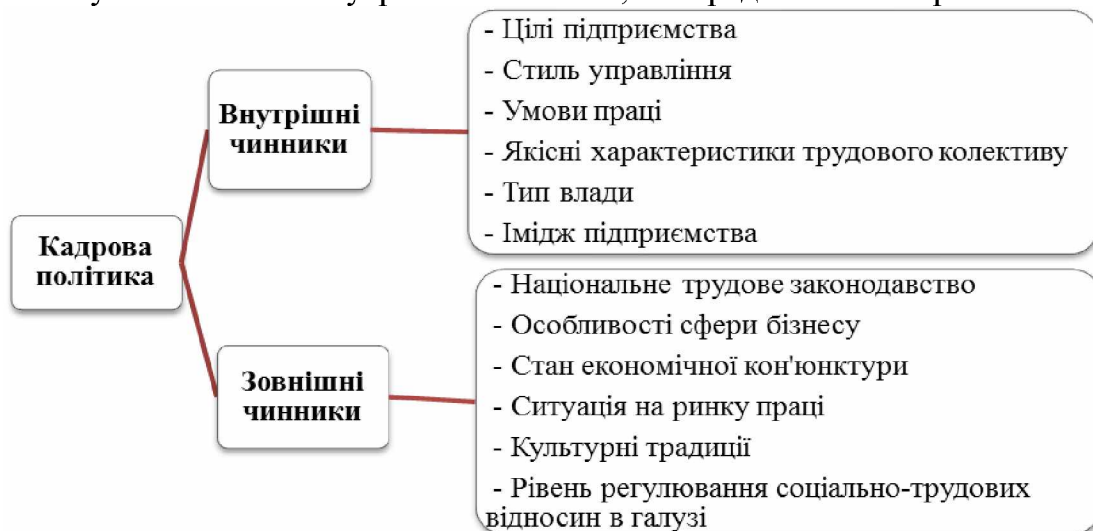 Кадрова
політика
Внутрішні
чинники
- Цілі підприємства
- Стиль управління
- Умови праці
- Якісні характеристики трудового колективу
- Тип влади
- Імідж підприємства
Зовнішні
чинники
- Національне трудове законодавство
- Особливості сфери бізнесу
- Стан економічної кон'юнктури
- Ситуація на ринку праці
- Культурні традиції
- Рівень регулювання соціально-трудових
відносин в галузі